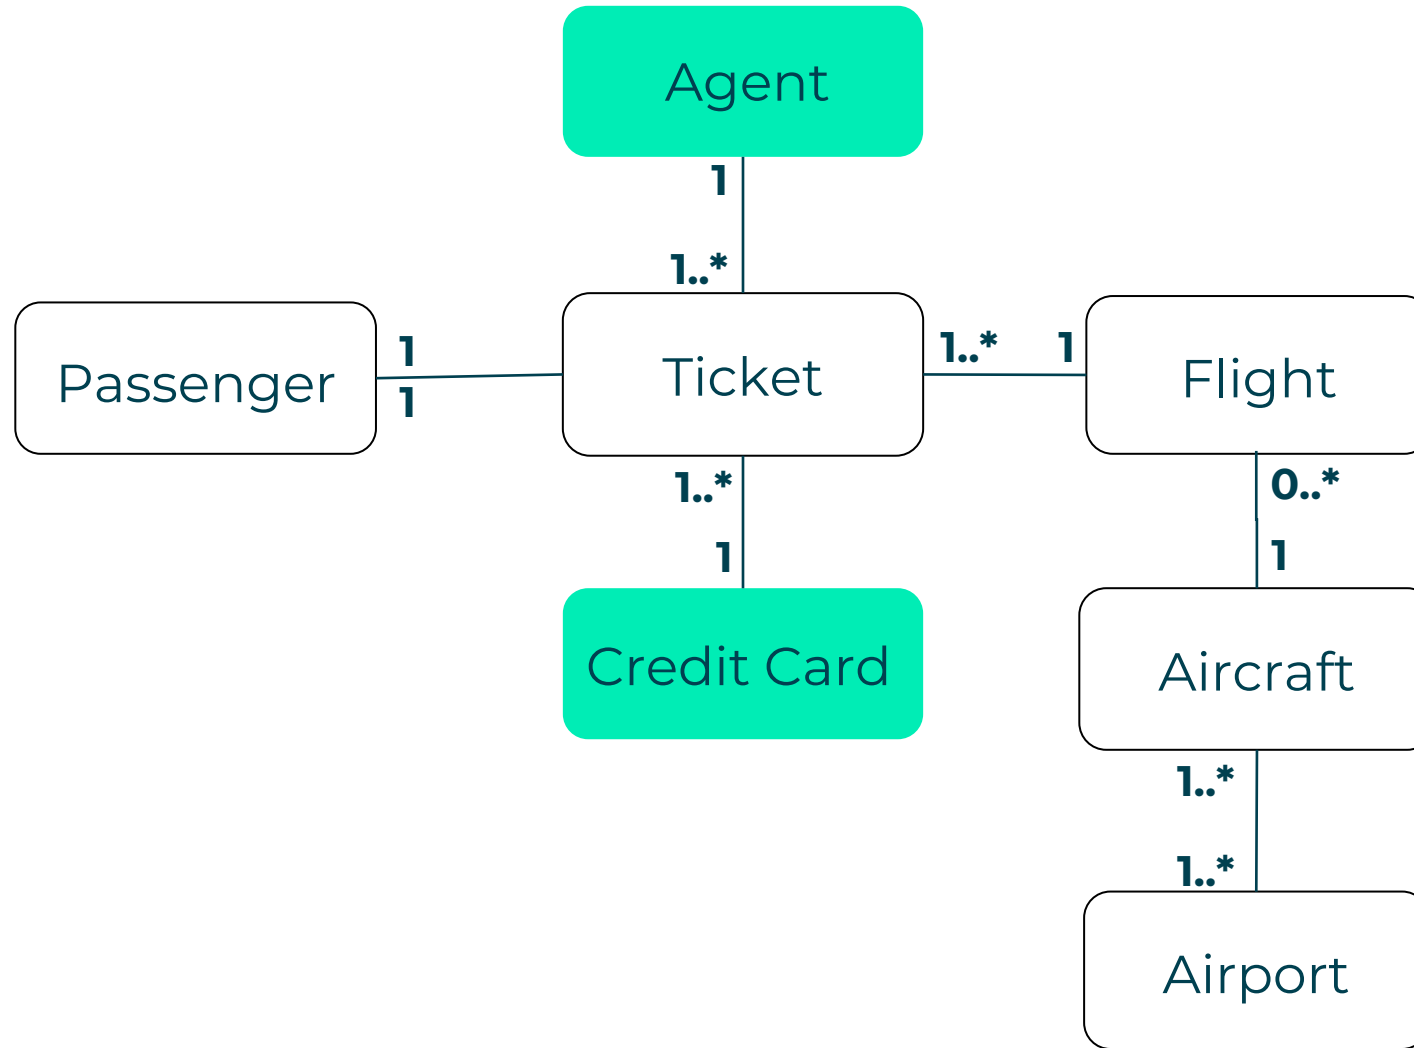 Agent
1
1..*
Passenger
1
1
Ticket
1..*
1
Flight
1..*
1
0..*
1
Credit Card
Aircraft
1..*
1..*
Airport